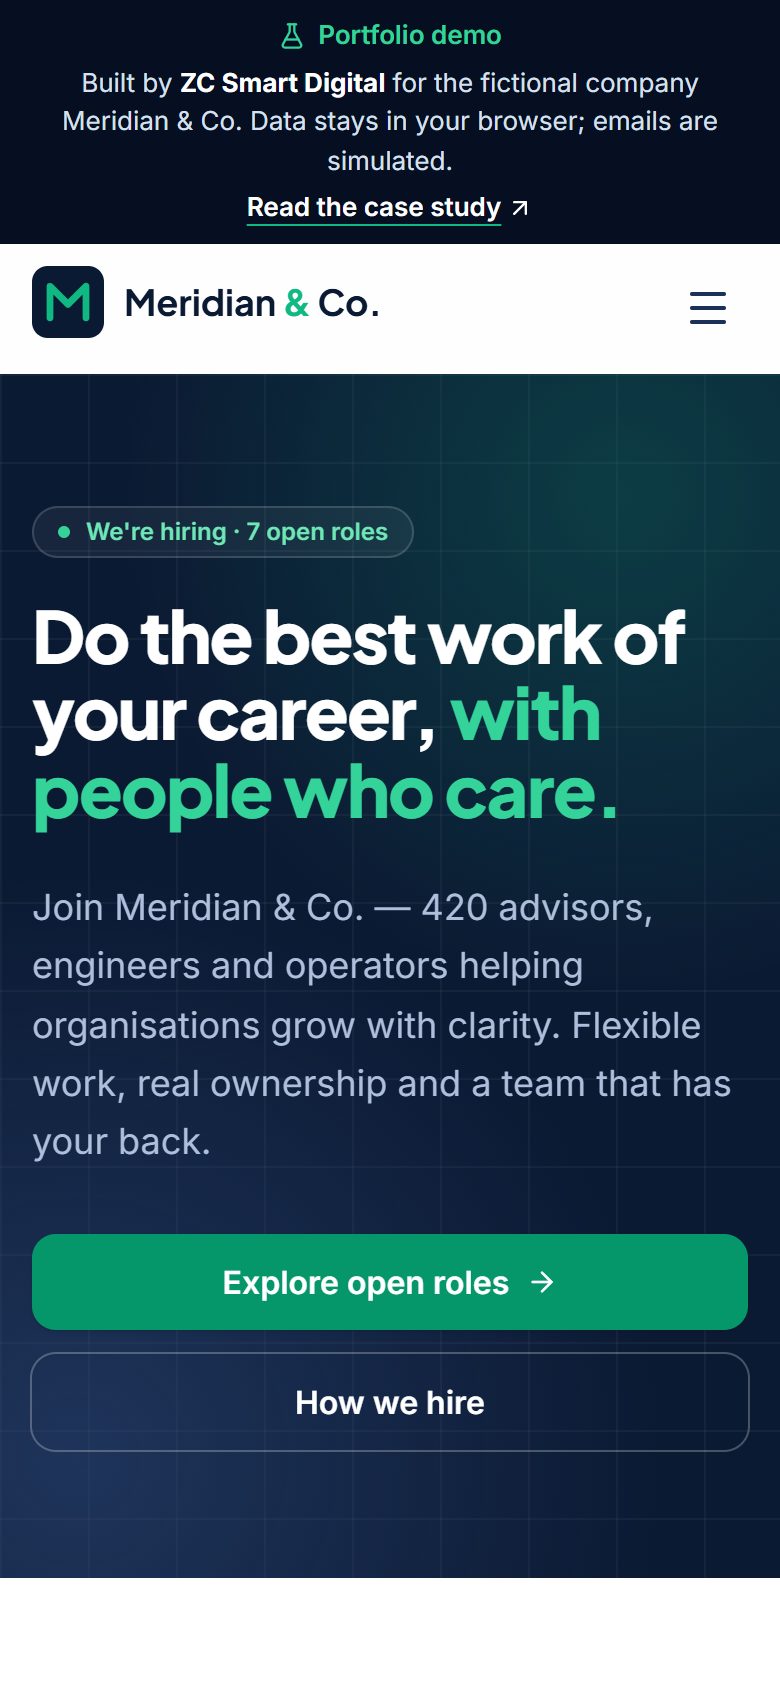 Portfolio demo
Built by ZC Smart Digital for the fictional company
Meridian & Co. Data stays in your browser; emails are
simulated.
Read the case study
Meridian & Co.
We're hiring · 7 open roles
Do the best work of
your career, with
people who care.
Join Meridian & Co. — 420 advisors,
engineers and operators helping
organisations grow with clarity. Flexible
work, real ownership and a team that has
your back.
Explore open roles
How we hire